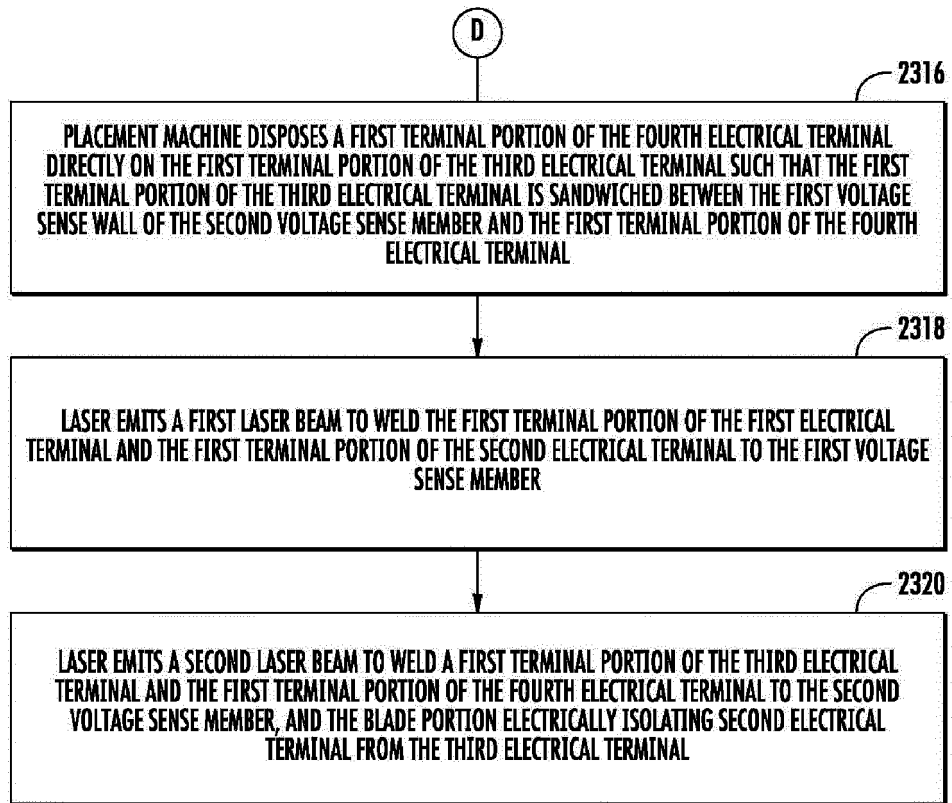 D
2316
PLACEMENT MACHINE DISPOSES A FIRST TERMINAL PORTION OF THE FOURTH ELECTRICAL TERMINAL
DIRECTLY ON THE FIRST TERMINAL PORTION OF THE THIRD ELECTRICAL TERMINAL SUCH THAT THE FIRST
TERMINAL PORTION OF THE THIRD ELECTRICAL TERMINAL IS SANDWICHED BETWEEN THE FIRST VOLTAGE
SENSE WALL OF THE SECOND VOLTAGE SENSE MEMBER AND THE FIRST TERMINAL PORTION OF THE FOURTH
ELECTRICAL TERMINAL
2318
LASER EMITS A FIRST LASER BEAM TO WELD THE FIRST TERMINAL PORTION OF THE FIRST ELECTRICAL
TERMINAL AND THE FIRST TERMINAL PORTION OF THE SECOND ELECTRICAL TERMINAL TO THE FIRST VOLTAGE
SENSE MEMBER
2320
LASER EMITS A SECOND LASER BEAM TO WELD A FIRST TERMINAL PORTION OF THE THIRD ELECTRICAL
TERMINAL AND THE FIRST TERMINAL PORTION OF THE FOURTH ELECTRICAL TERMINAL TO THE SECOND
VOLTAGE SENSE MEMBER, AND THE BLADE PORTION ELECTRICALLY ISOLATING SECOND ELECTRICAL
TERMINAL FROM THE THIRD ELECTRICAL TERMINAL